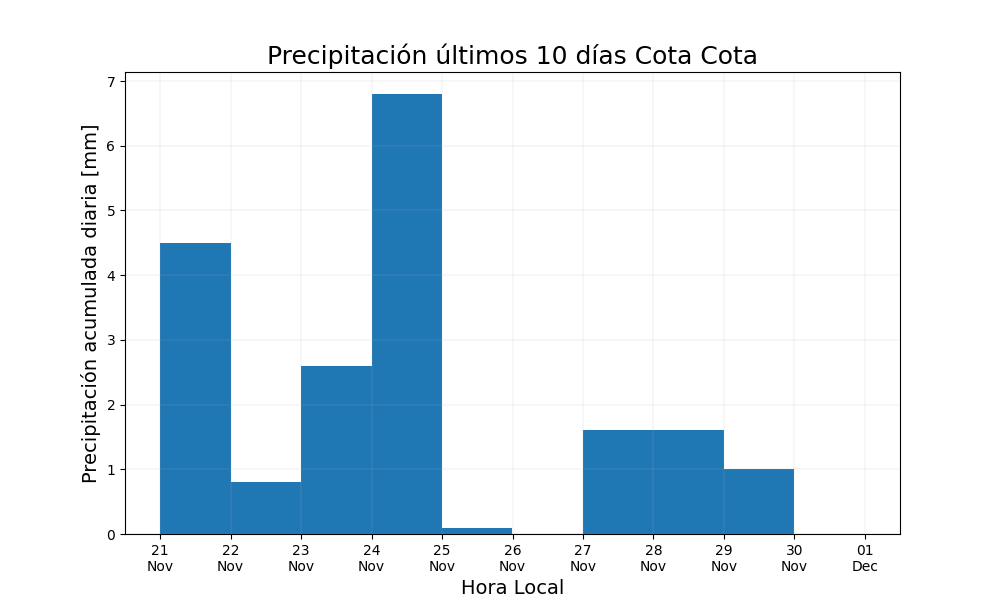 Precipitación últimos 10 días Cota Cota
Precipitación acumulada diaria [mm]
7
6
5
4
3
2
1
0
21 22 23 24 25 26 27 28 29 30 01
Nov Nov Nov Nov Nov Nov Nov Nov Nov Nov Dec
Hora Local